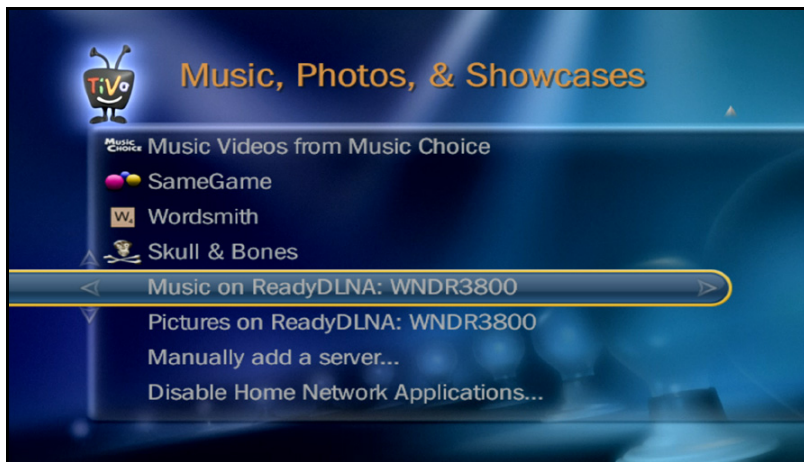 TiVo
Music, Photos, & Showcases
Music Choice Music Videos from Music Choice
SameGame
W4 Wordsmith
Skull & Bones
Music on ReadyDLNA: WNDR3800
Pictures on ReadyDLNA: WNDR3800
Manually add a server...
Disable Home Network Applications...